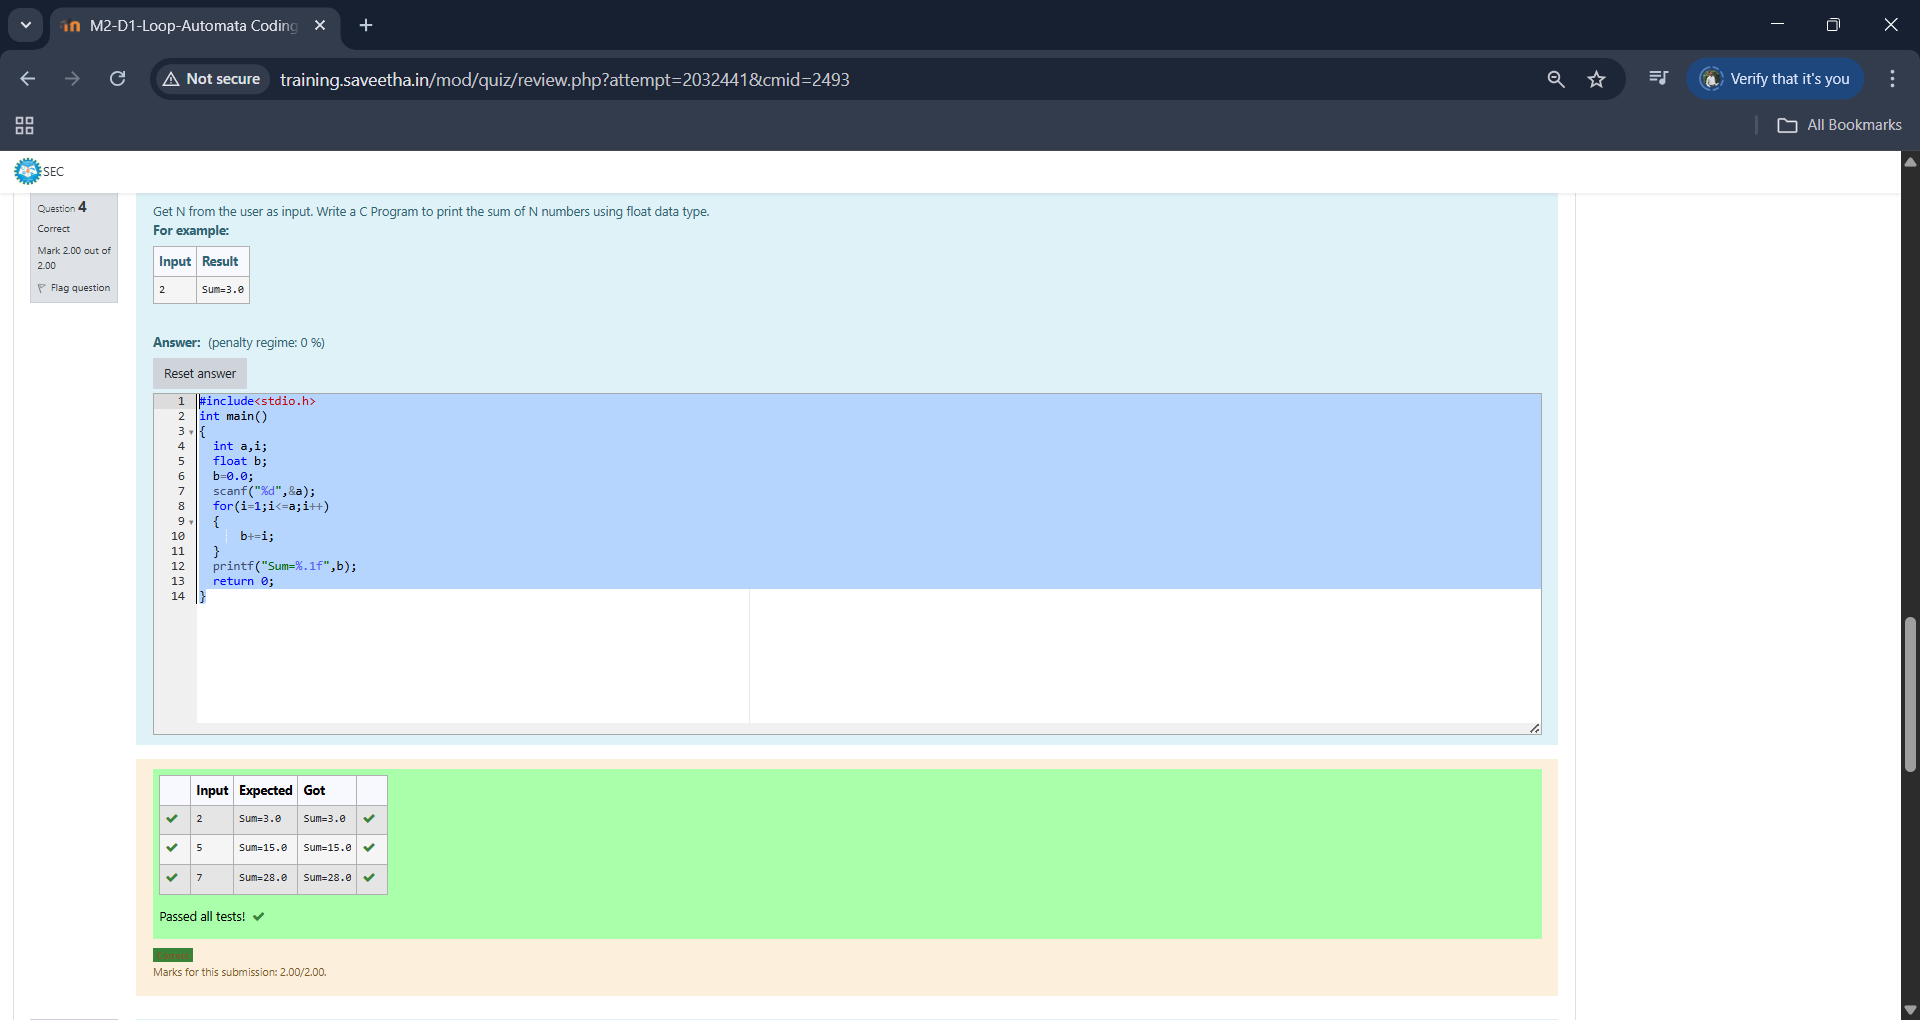 M2-D1-Loop-Automata Coding
Not secure
training.saveetha.in/mod/quiz/review.php?attempt=2032441&cmid=2493
Verify that it's you
All Bookmarks
SEC
Question 4
Correct
Mark 2.00 out of
2.00
Flag question
Get N from the user as input. Write a C Program to print the sum of N numbers using float data type.
For example:
Input Result
2 Sum=3.0
Answer: (penalty regime: 0 %)
Reset answer
1 #include<stdio.h>
2 int main()
3 {
4 int a,i;
5 float b;
6 b=0.0;
7 scanf("%d",&a);
8 for(i=1;i<=a;i++)
9 {
10 b+=i;
11 }
12 printf("Sum=%.1f",b);
13 return 0;
14 }
Input Expected Got
2 Sum=3.0 Sum=3.0
5 Sum=15.0 Sum=15.0
7 Sum=28.0 Sum=28.0
Passed all tests!
Correct
Marks for this submission: 2.00/2.00.